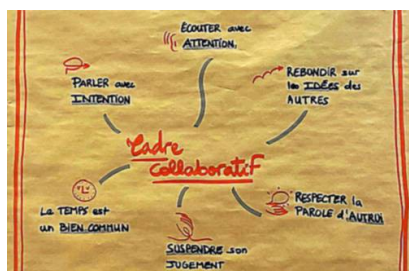 ÉCOUTER avec
ATTENTION.
PARLER avec
INTENTION
REBONDIR sur
les IDÉES des
AUTRES
Cadre
Collaboratif
Le TEMPS est
un BIEN COMMUN
RESPECTER la
PAROLE d'AUTRUI
SUSPENDRE son
JUGEMENT